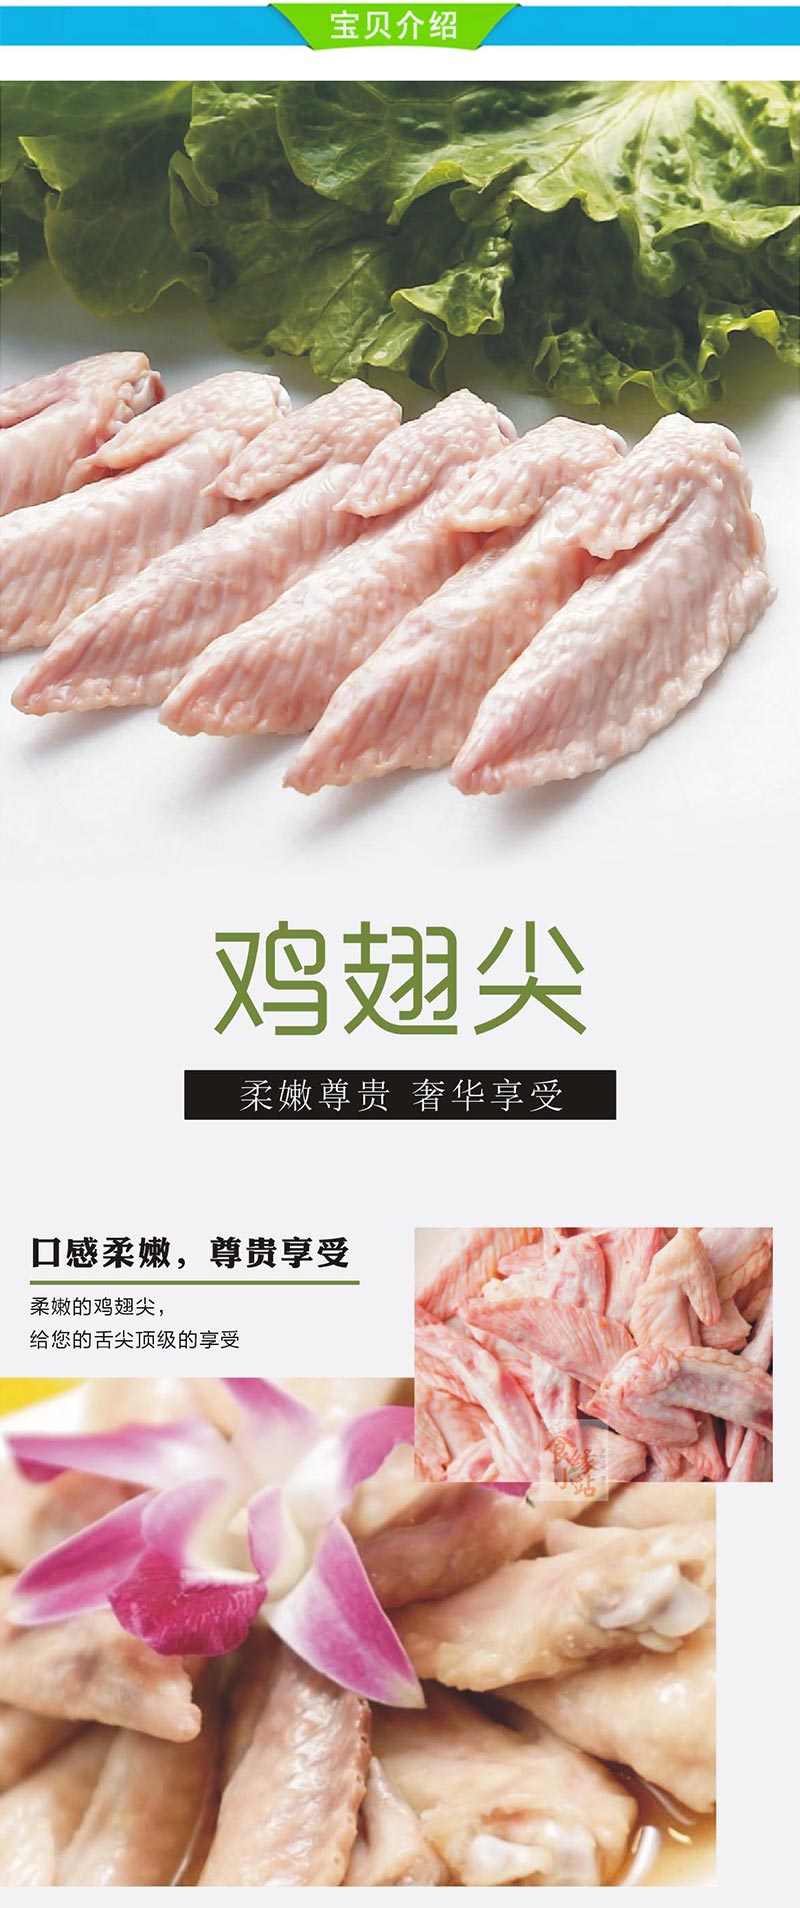 宝贝介绍
鸡翅尖
柔嫩尊贵 奢华享受
口感柔嫩，尊贵享受
柔嫩的鸡翅尖，
给您的舌尖顶级的享受